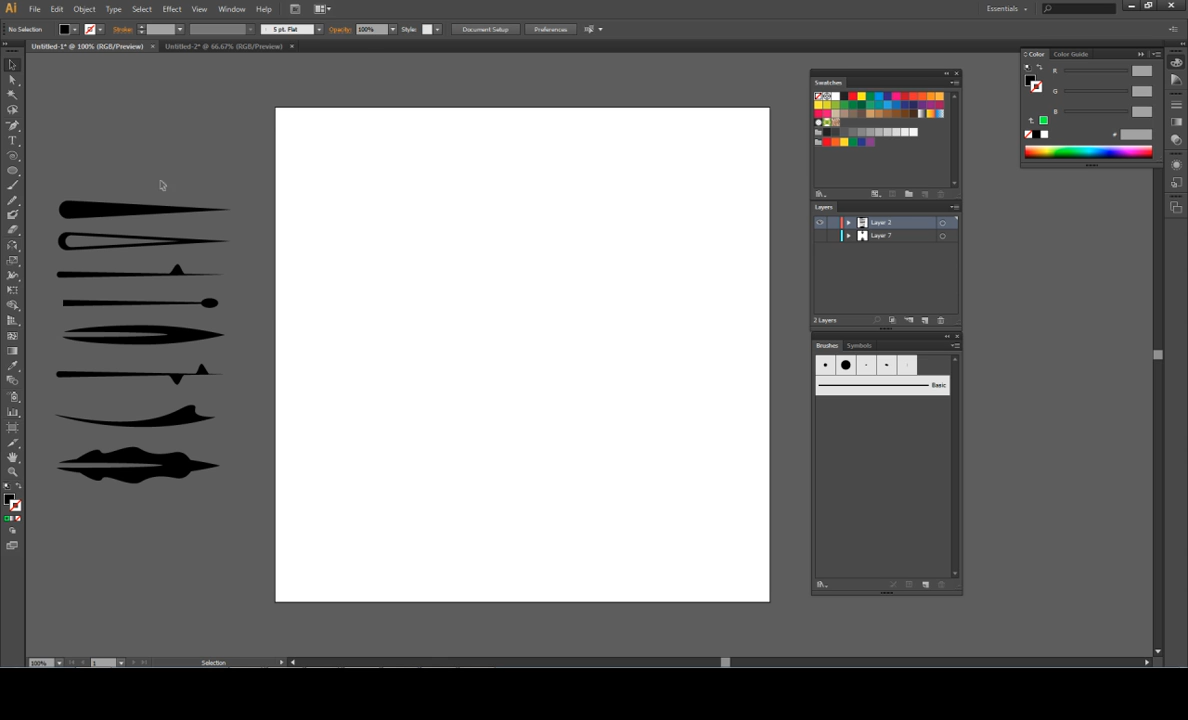 Ai File Edit Object Type Select Effect View Window Help Essentials
No Selection Stroke: 5 pt. Flat Opacity: 100% Style: Document Setup Preferences
Untitled-1* @ 100% (RGB/Preview) × Untitled-2* @ 66.67% (RGB/Preview) ×
Color Color Guide
R
G
B
#
Swatches
Layers
Layer 2
Layer 7
2 Layers
Brushes Symbols
Basic
100% 1 Selection